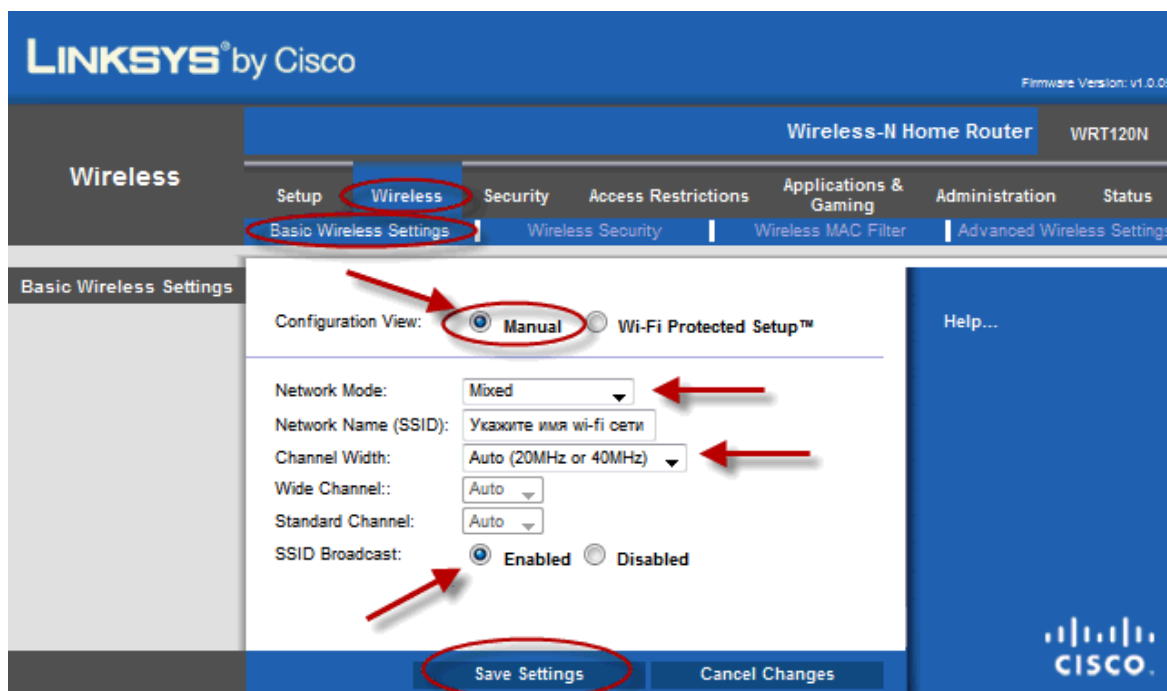 LINKSYS® by Cisco
Firmware Version: v1.0.0
Wireless-N Home Router WRT120N
Wireless
Setup Wireless Security Access Restrictions Applications & Gaming Administration Status
Basic Wireless Settings Wireless Security Wireless MAC Filter Advanced Wireless Settings
Basic Wireless Settings
Configuration View: Manual Wi-Fi Protected Setup™
Help...
Network Mode: Mixed
Network Name (SSID): Укажите имя wi-fi сети
Channel Width: Auto (20MHz or 40MHz)
Wide Channel:: Auto
Standard Channel: Auto
SSID Broadcast: Enabled Disabled
Save Settings Cancel Changes
CISCO.